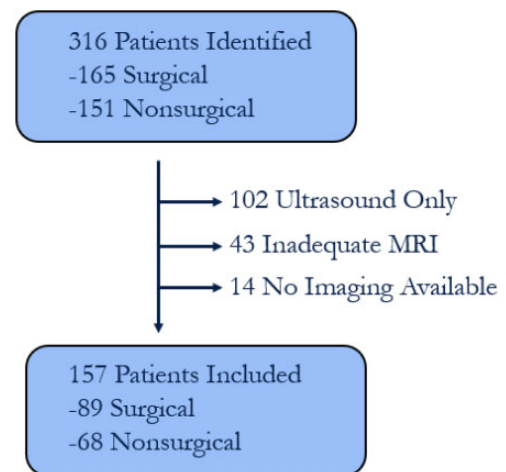 316 Patients Identified
-165 Surgical
-151 Nonsurgical
102 Ultrasound Only
43 Inadequate MRI
14 No Imaging Available
157 Patients Included
-89 Surgical
-68 Nonsurgical